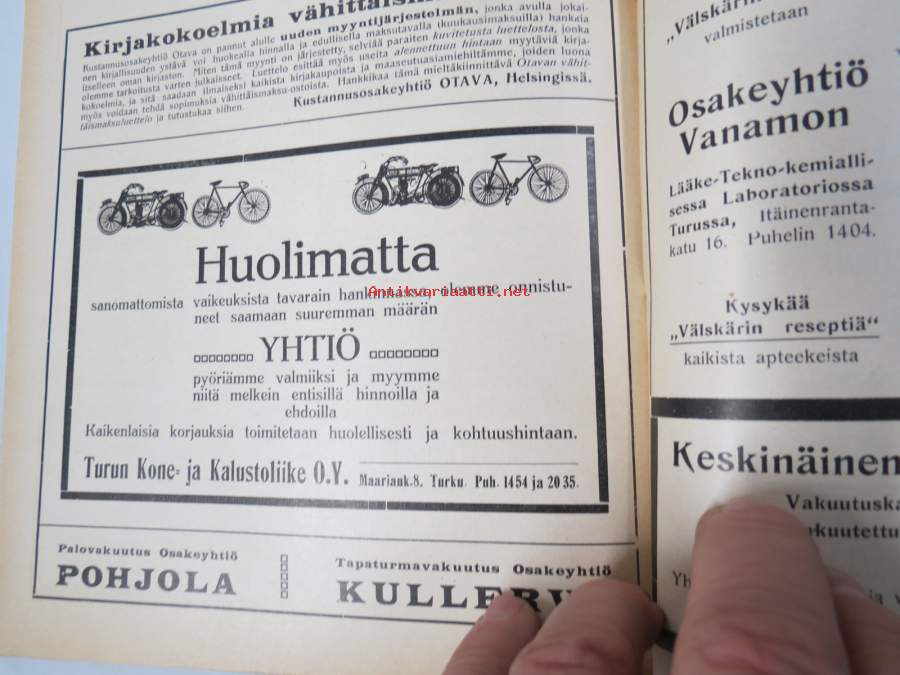 Kirjakokoelmia
Kustannusosakeyhtiö Otava on pannut alulle uuden myyntijärjestelmän, jonka avulla jokai-
nen kirjallisuuden ystävä voi huokealla hinnalla ja edullisella maksutavalla (kuukausimaksuilla) hankkia
itselleen oman kirjaston. Miten tämä myynti on järjestetty, selviää paraiten kuvitetusta luettelosta, jonka
olemme tarkoitusta varten julkaisseet. Luettelo esittää myös useita alennettuun hintaan myytäviä kirja-
kokoelmia, ja sitä saadaan ilmaiseksi kaikista kirjakaupoista ja maaseutuasiamiehiltämme, joiden luona
myös voidaan tehdä sopimuksia vähittäismaksu-ostoista. Hankkikaa tämä mieltäkiinnittävä Otavan vähit-
täismaksuluettelo ja tutustukaa siihen.
Kustannusosakeyhtiö OTAVA, Helsingissä.
Huolimatta
sanomattomista vaikeuksista tavarain hankinnassa, olemme onnistu-
neet saamaan suuremman määrän
YHTIÖ
pyöriämme valmiiksi ja myymme
niitä melkein entisillä hinnoilla ja
ehdoilla
Kaikenlaisia korjauksia toimitetaan huolellisesti ja kohtuushintaan.
Turun Kone- ja Kalustoliike O.Y. Maariank.8. Turku. Puh. 1454 ja 20 35.
Palovakuutus Osakeyhtiö
POHJOLA
Tapaturmavakuutus Osakeyhtiö
KULLERV
Antikvariaatti.net
„Välskärin
valmistetaan
Osakeyhtiö
Vanamon
Lääke-Tekno-kemialli-
sessa Laboratoriossa
Turussa, Itäinenranta-
katu 16. Puhelin 1404.
Kysykää
„Välskärin reseptiä“
kaikista apteekeista
Keskinäinen
Vakuutuska
kuutettu
Yh